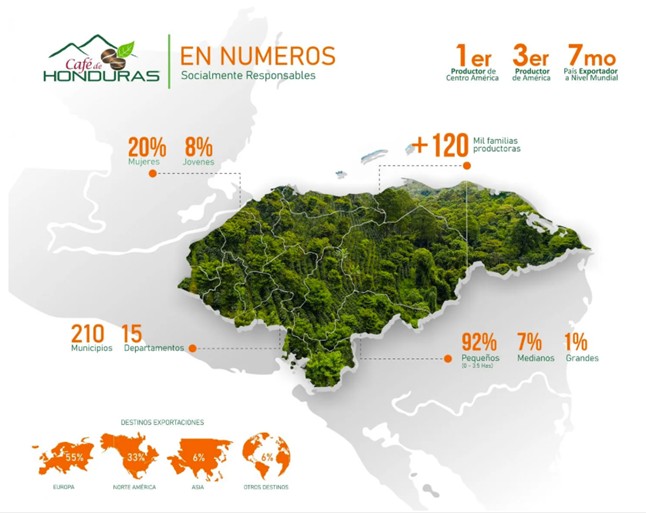 Café de
HONDURAS
EN NUMEROS
Socialmente Responsables
1er
Productor de
Centro América
3er
Productor
de América
7mo
País Exportador
a Nivel Mundial
20%
Mujeres
8%
Jovenes
+120
Mil familias
productoras
210
Municipios
15
Departamentos
92%
Pequeños
(0 - 3.5 Has)
7%
Medianos
1%
Grandes
DESTINOS EXPORTACIONES
55%
EUROPA
33%
NORTE AMÉRICA
6%
ASIA
6%
OTROS DESTINOS